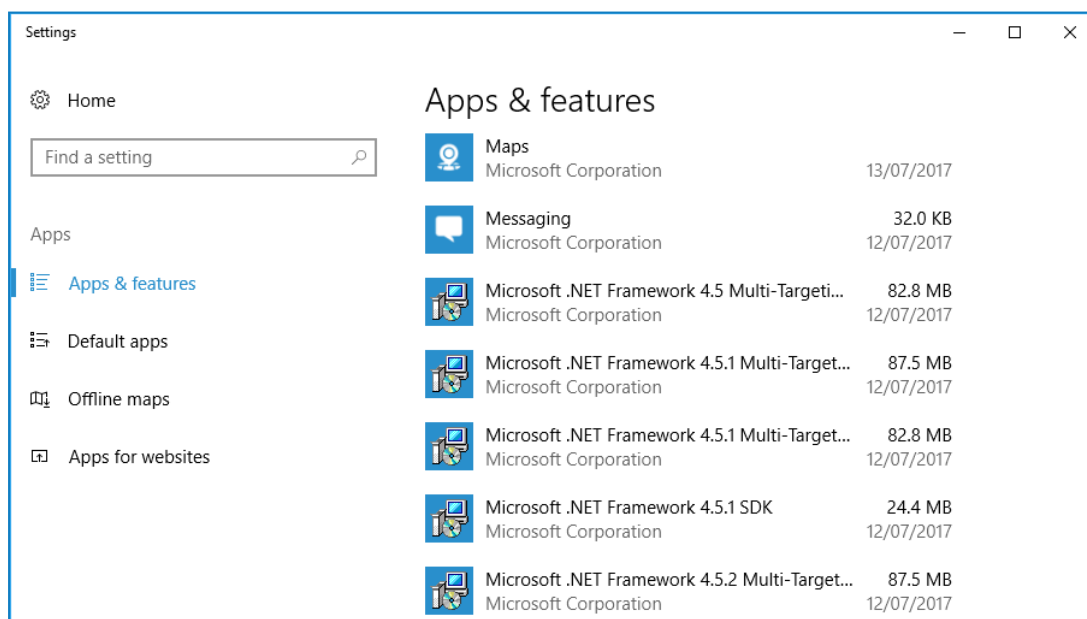 Settings
Home
Find a setting
Apps
Apps & features
Default apps
Offline maps
Apps for websites
Apps & features
Maps
Microsoft Corporation 13/07/2017
Messaging 32.0 KB
Microsoft Corporation 12/07/2017
Microsoft .NET Framework 4.5 Multi-Targeti... 82.8 MB
Microsoft Corporation 12/07/2017
Microsoft .NET Framework 4.5.1 Multi-Target... 87.5 MB
Microsoft Corporation 12/07/2017
Microsoft .NET Framework 4.5.1 Multi-Target... 82.8 MB
Microsoft Corporation 12/07/2017
Microsoft .NET Framework 4.5.1 SDK 24.4 MB
Microsoft Corporation 12/07/2017
Microsoft .NET Framework 4.5.2 Multi-Target... 87.5 MB
Microsoft Corporation 12/07/2017